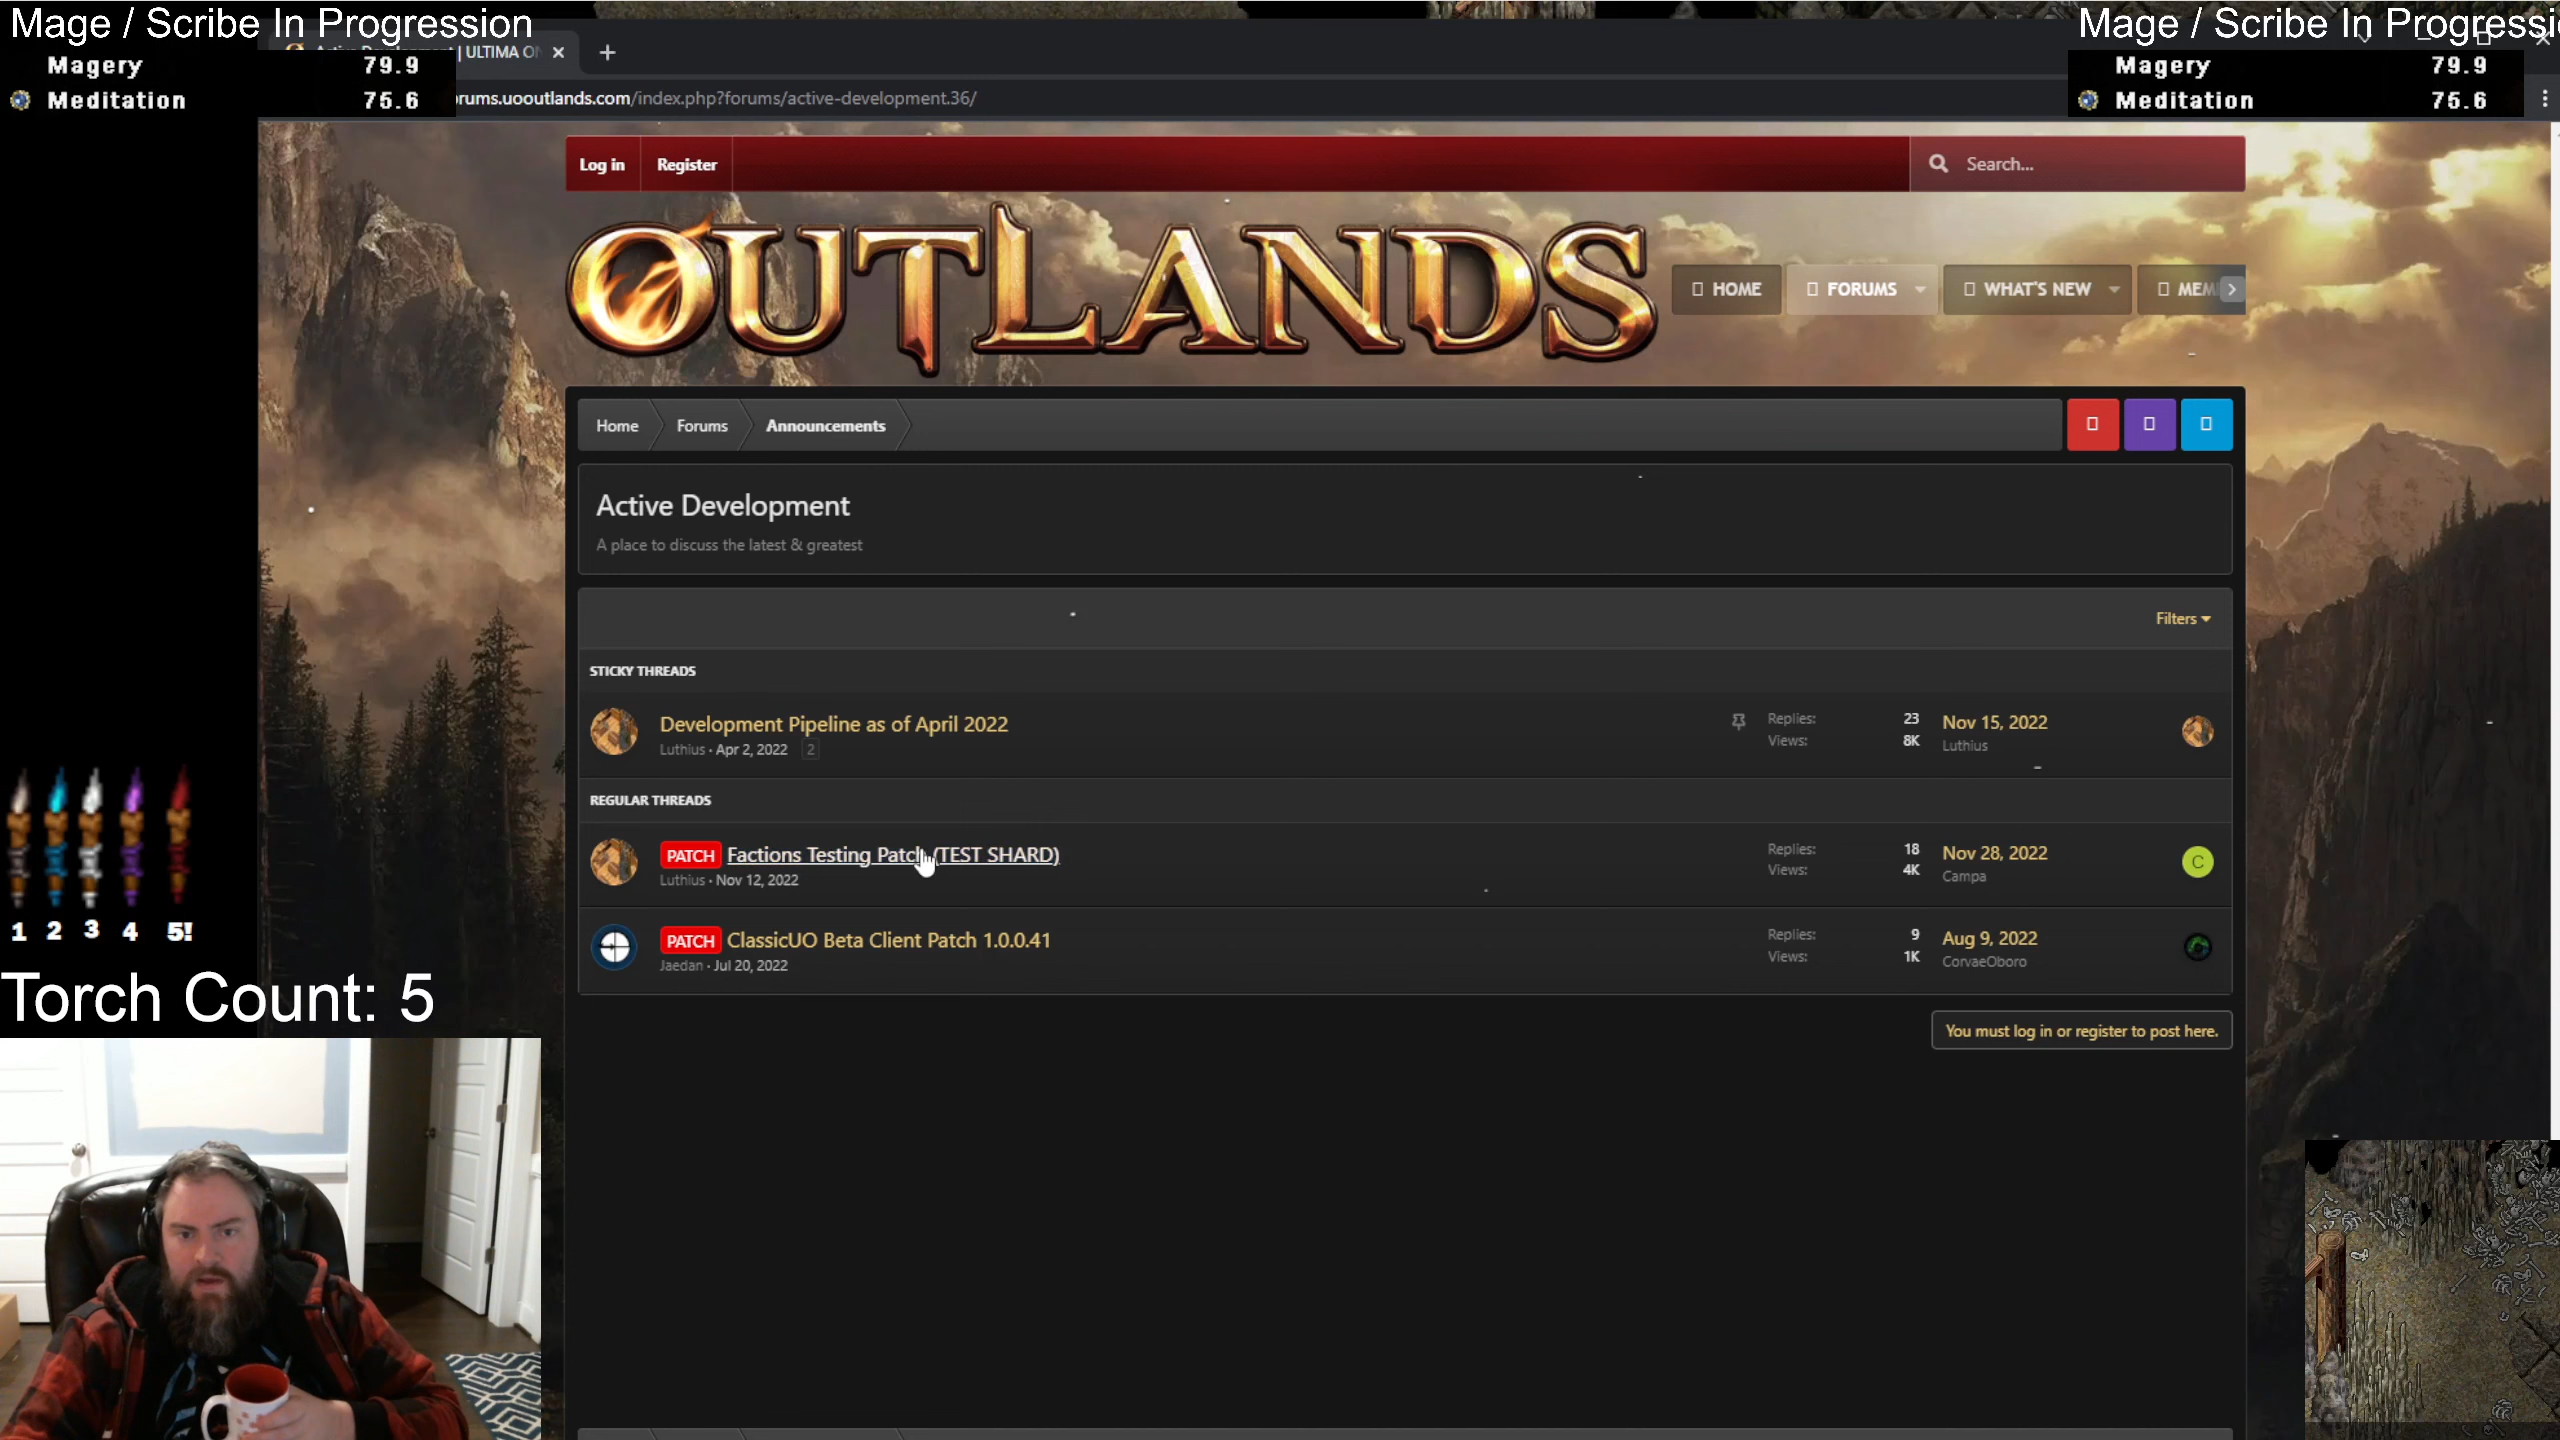 Mage / Scribe In Progression
Magery 79.9
Meditation 75.6
Mage / Scribe In Progressi
Magery 79.9
Meditation 75.6
| ULTIMA O
rums.uooutlands.com/index.php?forums/active-development.36/
Log in Register Search...
OUTLANDS
HOME FORUMS WHAT'S NEW MEM
Home Forums Announcements
Active Development
A place to discuss the latest & greatest
Filters
STICKY THREADS
Development Pipeline as of April 2022
Luthius · Apr 2, 2022 2
Replies: 23
Views: 8K
Nov 15, 2022
Luthius
REGULAR THREADS
PATCH Factions Testing Patch (TEST SHARD)
Luthius · Nov 12, 2022
Replies: 18
Views: 4K
Nov 28, 2022
Campa
C
PATCH ClassicUO Beta Client Patch 1.0.0.41
Jaedan · Jul 20, 2022
Replies: 9
Views: 1K
Aug 9, 2022
CorvaeOboro
You must log in or register to post here.
1 2 3 4 5!
Torch Count: 5